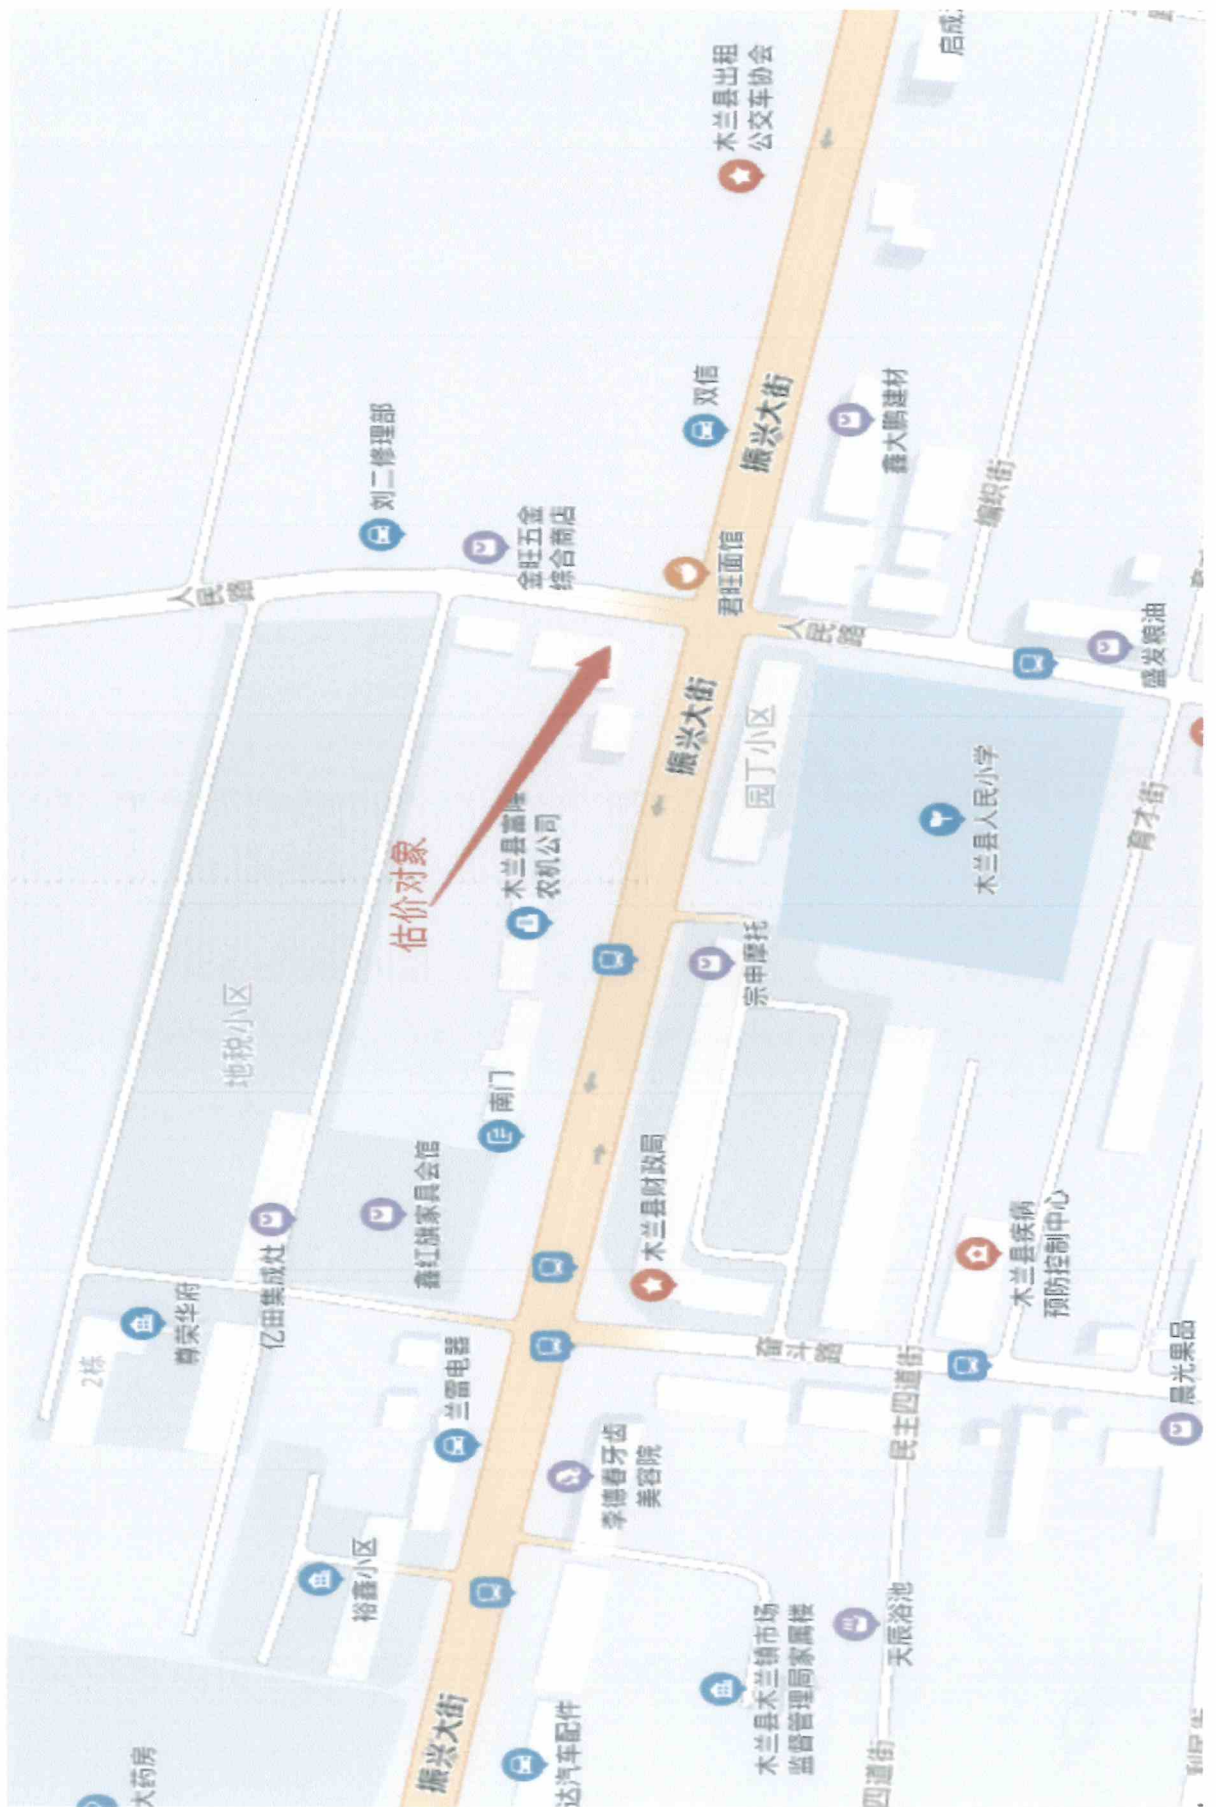 人民路
地税小区
刘二修理部
金旺五金
综合商店
估价对象
木兰县富隆
农机公司
南门
鑫红旗家具会馆
亿田集成灶
尊荣华府
2栋
兰雷电器
裕鑫小区
大药房
振兴大街
达汽车配件
李德春牙齿
美容院
木兰县财政局
宗申摩托
园丁小区
振兴大街
君旺面馆
振兴大街
双信
木兰县出租
公交车协会
启成
鑫大鹏建材
编织街
人民路
盛发粮油
木兰县人民小学
育才街
木兰县疾病
预防控制中心
奋斗路
民主四道街
晨光果品
天辰浴池
木兰县木兰镇市场
监督管理局家属楼
四道街